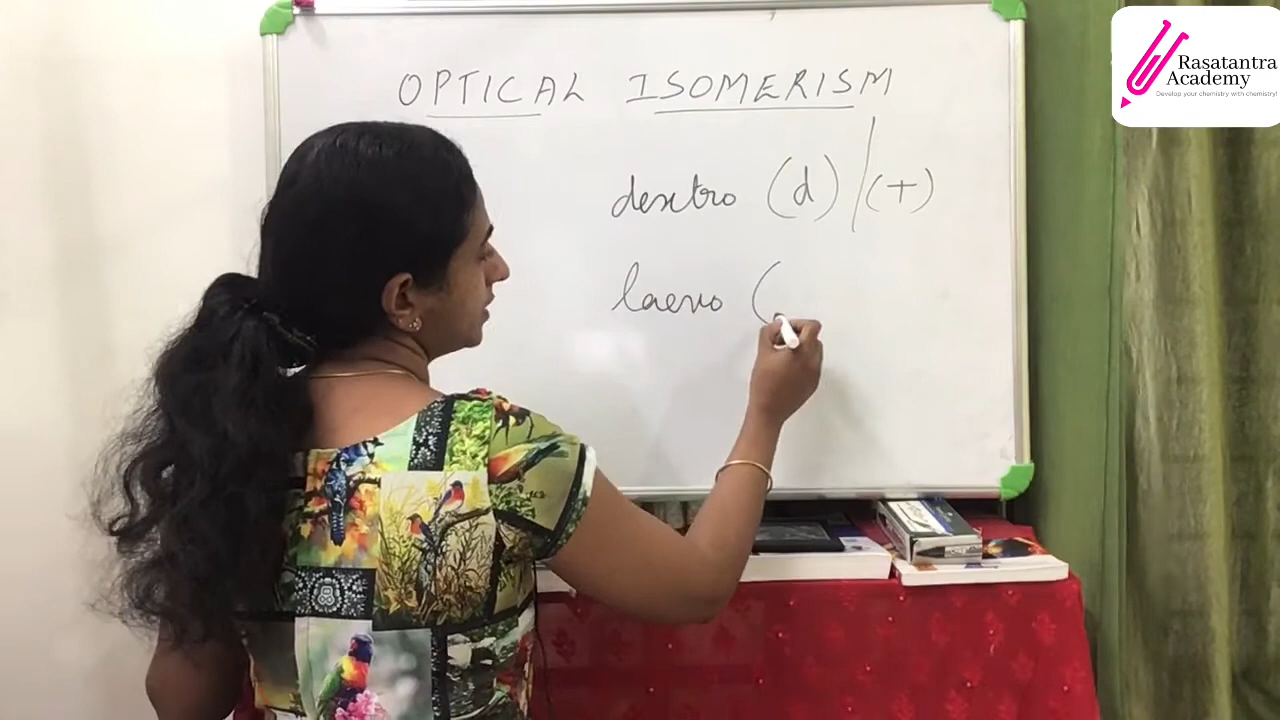 OPTICAL ISOMERISM
dextro (d)/(+)
laevo (
Rasatantra
Academy
Develop your chemistry with chemistry!